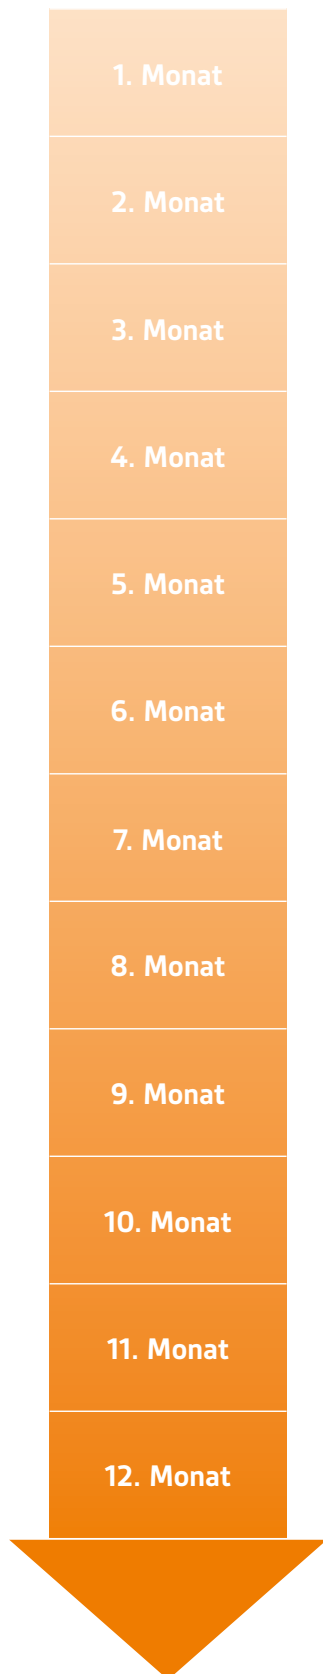 1. Monat
2. Monat
3. Monat
4. Monat
5. Monat
6. Monat
7. Monat
8. Monat
9. Monat
10. Monat
11. Monat
12. Monat